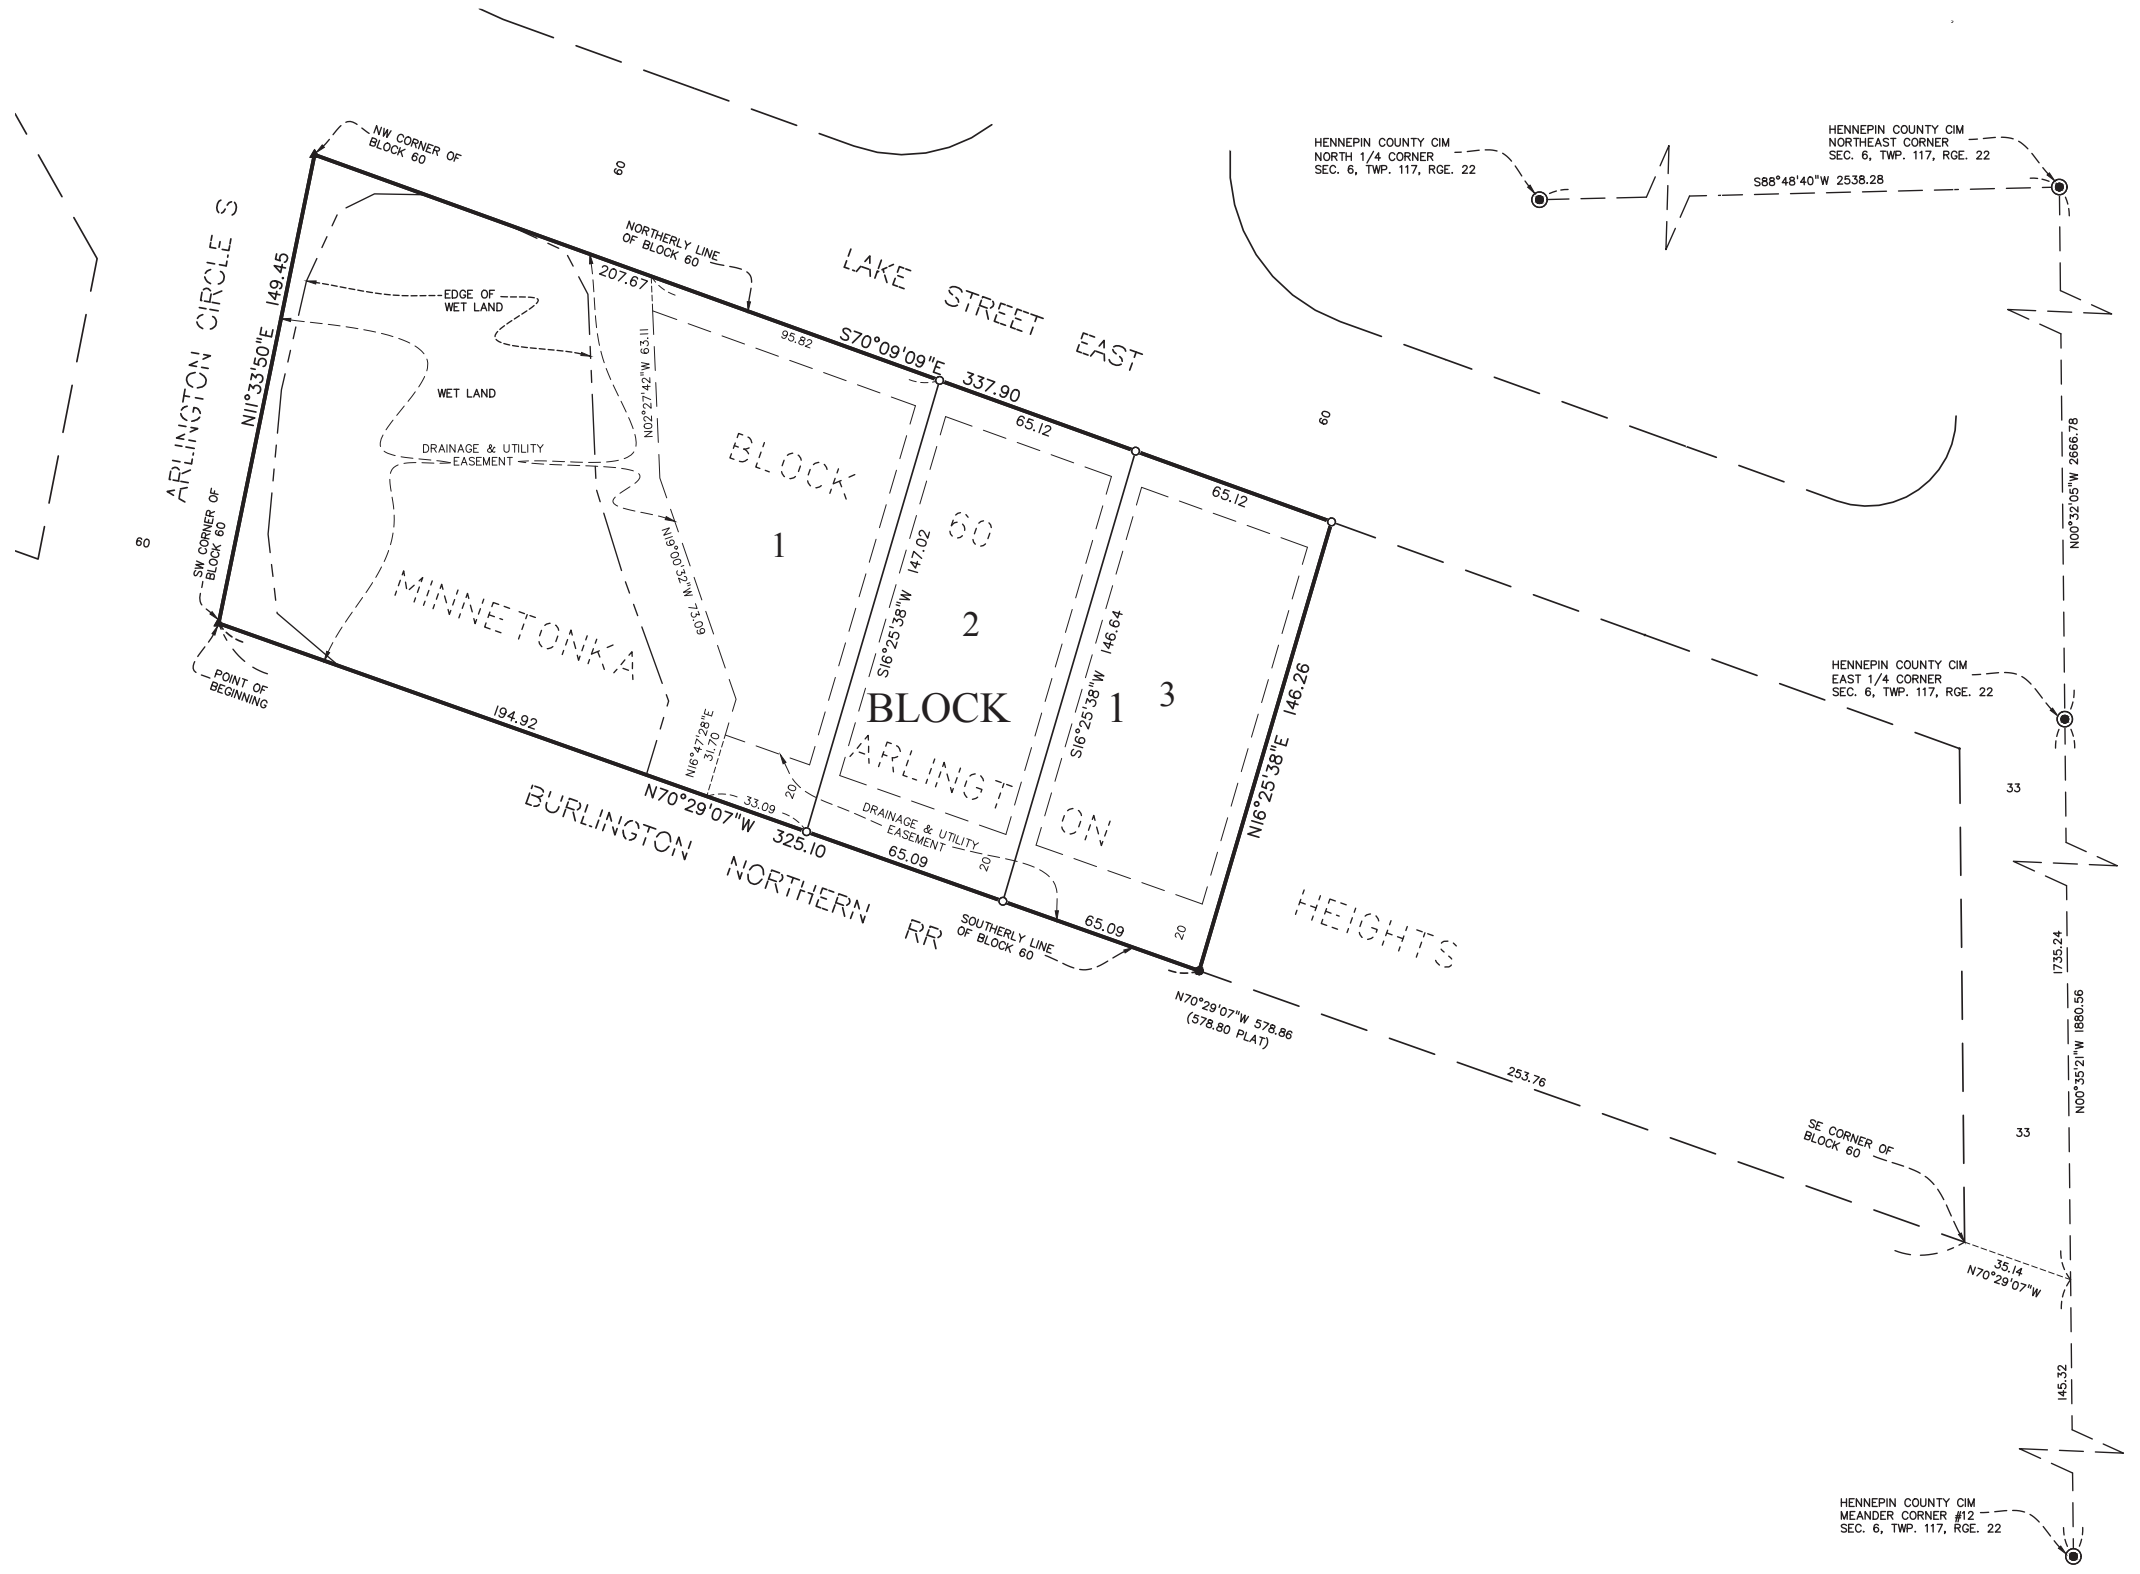 NW CORNER OF
BLOCK 60
60
HENNEPIN COUNTY CIM
NORTH 1/4 CORNER
SEC. 6, TWP. 117, RGE. 22
HENNEPIN COUNTY CIM
NORTHEAST CORNER
SEC. 6, TWP. 117, RGE. 22
S88°48'40"W 2538.28
ARLINGTON CIRCLE S
N11°33'50"E 149.45
NORTHERLY LINE
OF BLOCK 60
207.67
LAKE STREET EAST
EDGE OF
WET LAND
95.82
S70°09'09"E 337.90
N02°27'42"W 63.11
WET LAND
65.12
60
65.12
DRAINAGE & UTILITY
EASEMENT
BLOCK
60
1
N00°32'05"W 2666.78
60
SW CORNER OF
BLOCK 60
N19°00'32"W 73.09
S16°25'38"W 147.02
MINNETONKA
2
S16°25'38"W 146.64
3
BLOCK 1
N16°25'38"E 146.26
HENNEPIN COUNTY CIM
EAST 1/4 CORNER
SEC. 6, TWP. 117, RGE. 22
POINT OF
BEGINNING
194.92
N16°47'28"E
31.70
ARLINGT ON
20
33.09
N70°29'07"W 325.10
DRAINAGE & UTILITY
EASEMENT
33
BURLINGTON NORTHERN RR
65.09
20
65.09
20
HEIGHTS
SOUTHERLY LINE
OF BLOCK 60
N70°29'07"W 578.86
(578.80 PLAT)
253.76
1735.24
N00°35'21"W 1880.56
33
SE CORNER OF
BLOCK 60
35.14
N70°29'07"W
145.32
HENNEPIN COUNTY CIM
MEANDER CORNER #12
SEC. 6, TWP. 117, RGE. 22